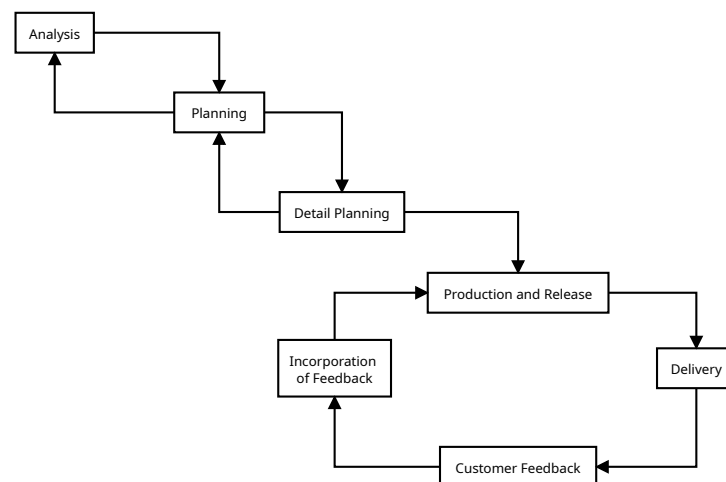 Analysis
Planning
Detail Planning
Production and Release
Incorporation
of Feedback
Delivery
Customer Feedback